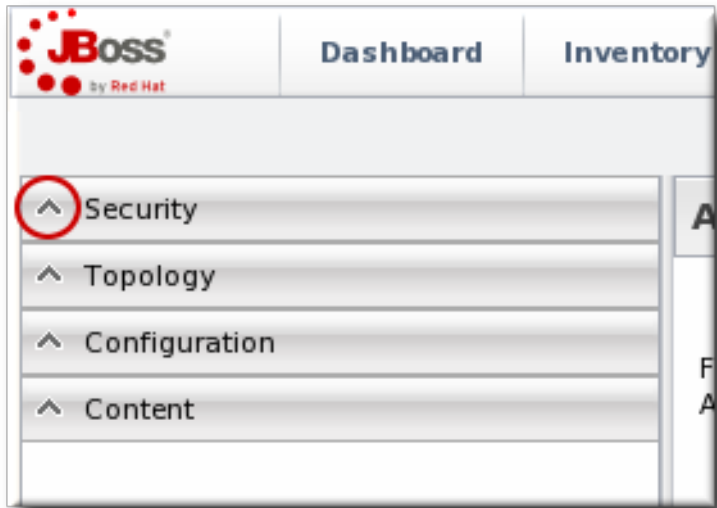 JBoss
by Red Hat
Dashboard
Inventory
Security
A
Topology
Configuration
F
Content
A